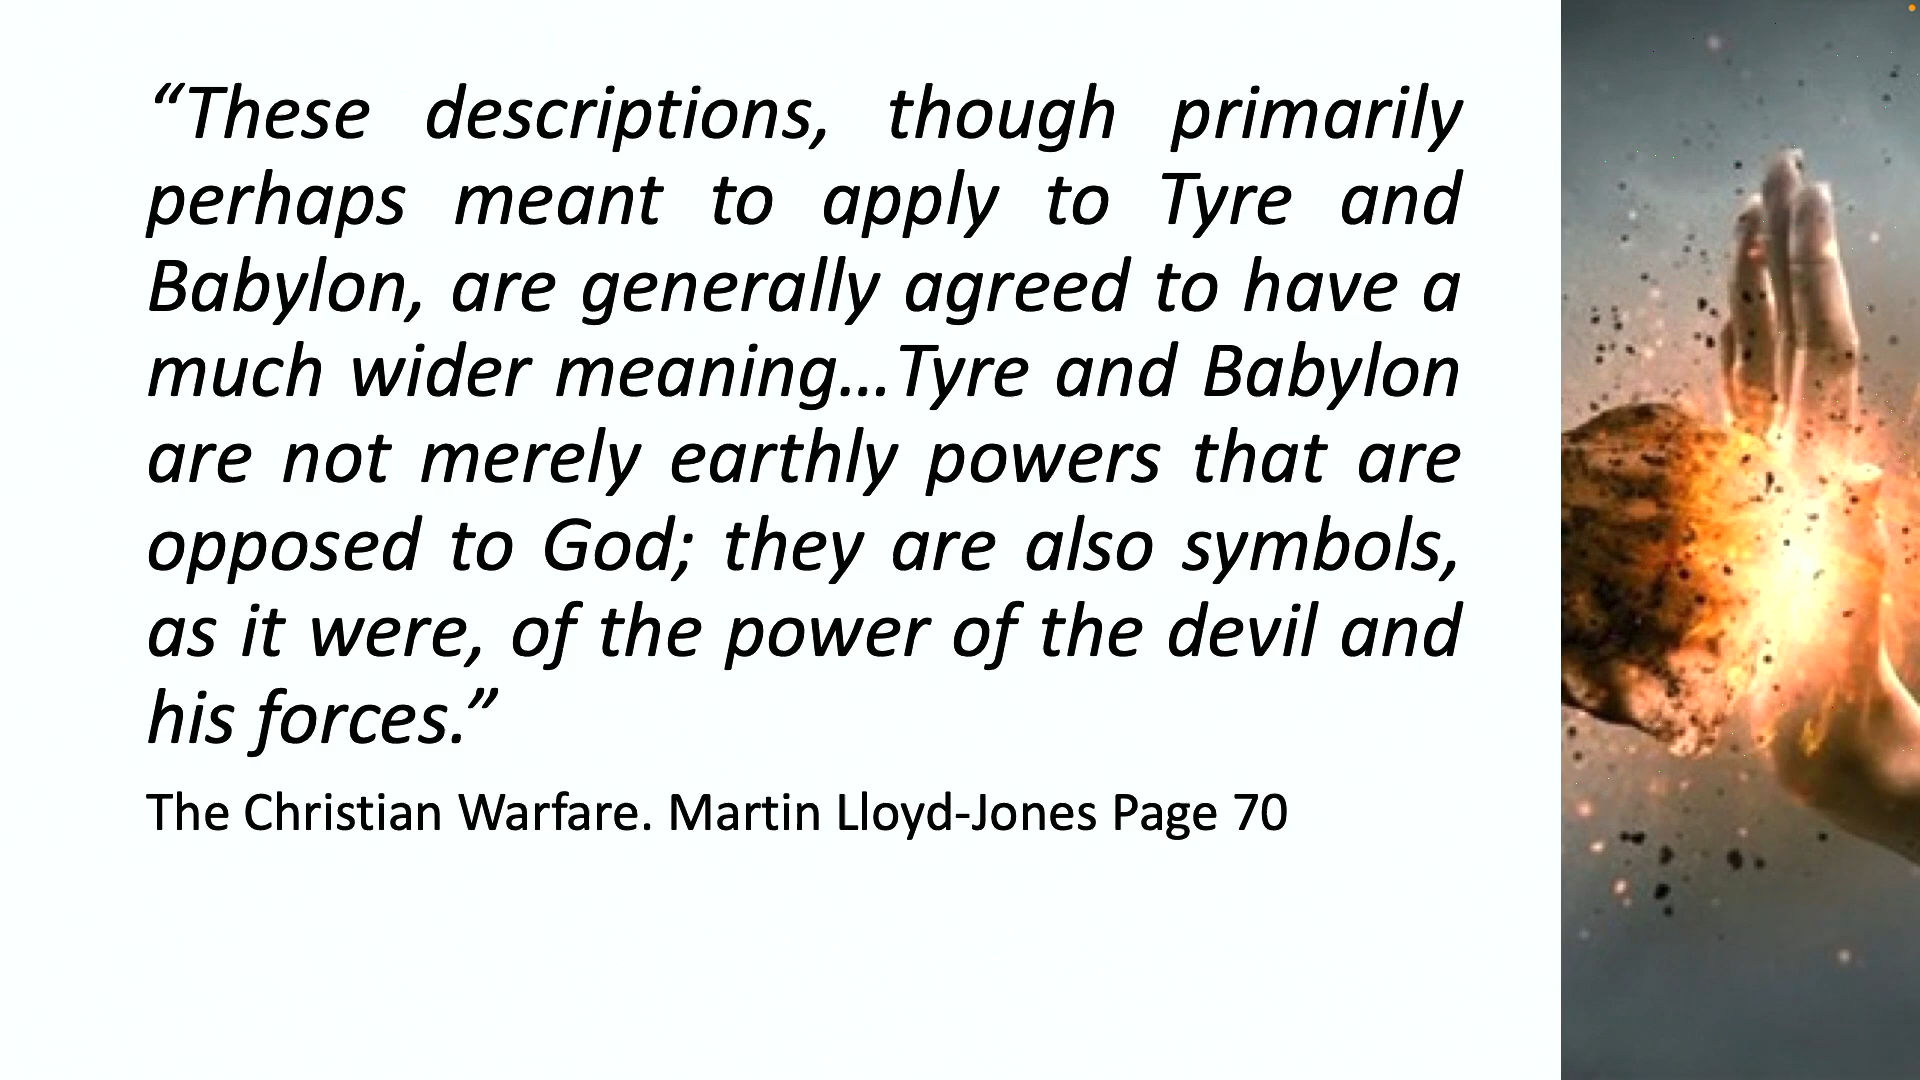 “These descriptions, though primarily
perhaps meant to apply to Tyre and
Babylon, are generally agreed to have a
much wider meaning...Tyre and Babylon
are not merely earthly powers that are
opposed to God; they are also symbols,
as it were, of the power of the devil and
his forces.”
The Christian Warfare. Martin Lloyd-Jones Page 70